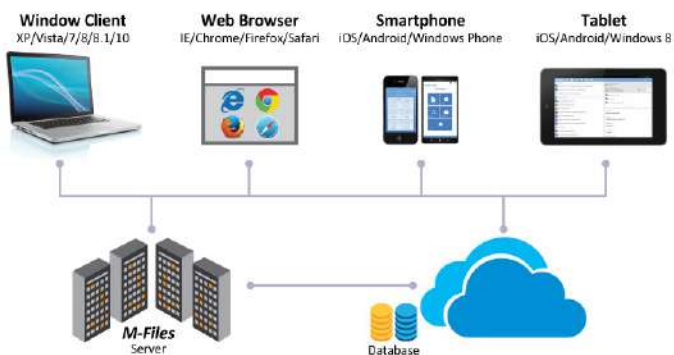 Window Client
XP/Vista/7/8/8.1/10
Web Browser
IE/Chrome/Firefox/Safari
Smartphone
iOS/Android/Windows Phone
Tablet
iOS/Android/Windows 8
M-Files
Server
Database